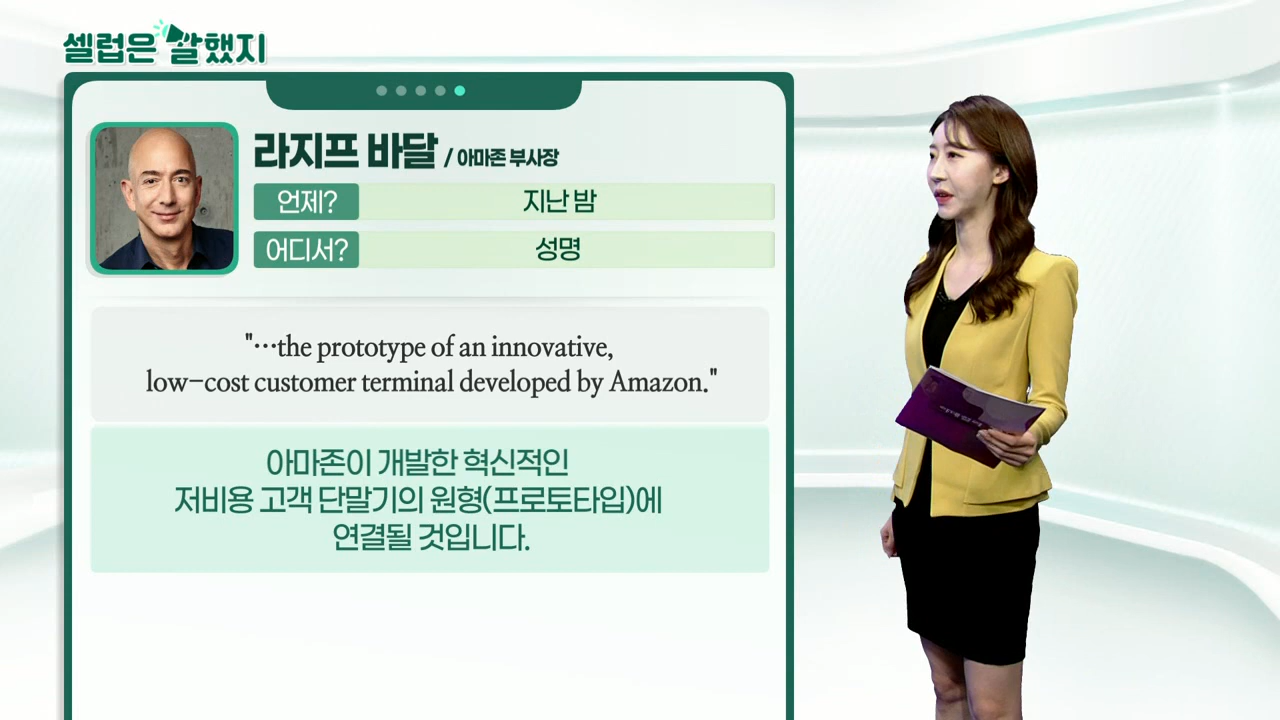 셀럽은 말했지
라지프 바달 / 아마존 부사장
언제? 지난 밤
어디서? 성명
"…the prototype of an innovative,
low-cost customer terminal developed by Amazon."
아마존이 개발한 혁신적인
저비용 고객 단말기의 원형(프로토타입)에
연결될 것입니다.